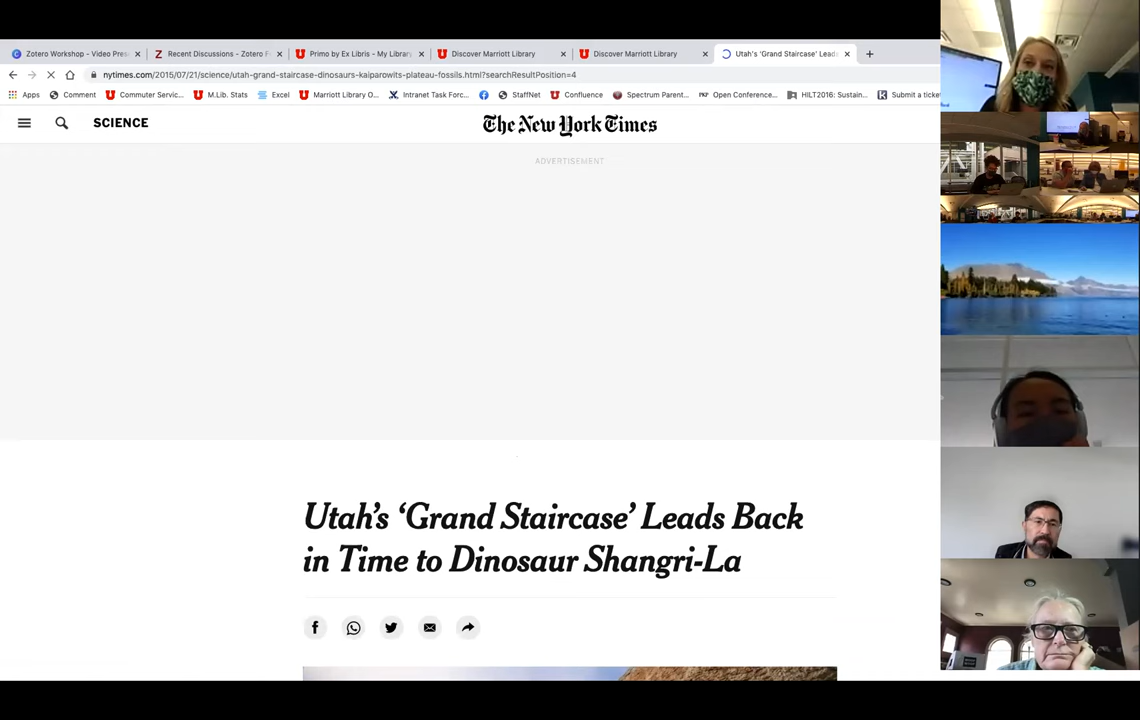 Zotero Workshop - Video Pres
Recent Discussions - Zotero F
Primo by Ex Libris - My Library
Discover Marriott Library
Discover Marriott Library
Utah's 'Grand Staircase' Leads
nytimes.com/2015/07/21/science/utah-grand-staircase-dinosaurs-kaiparowits-plateau-fossils.html?searchResultPosition=4
Apps
Comment
Commuter Servic...
M.Lib. Stats
Excel
Marriott Library O...
Intranet Task Forc...
StaffNet
Confluence
Spectrum Parent...
PKP Open Conference...
HILT2016: Sustain...
Submit a ticke
SCIENCE
The New York Times
ADVERTISEMENT
Utah's 'Grand Staircase' Leads Back
in Time to Dinosaur Shangri-La